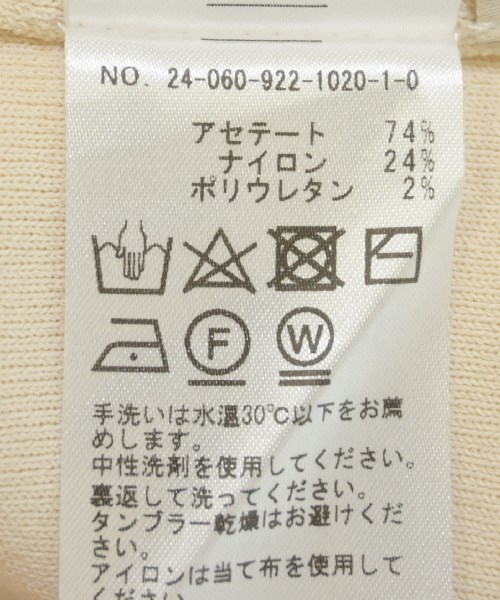 NO. 24-060-922-1020-1-0
アセテート 74%
ナイロン 24%
ポリウレタン 2%
F
W
手洗いは水温30℃以下をお薦
めします。
中性洗剤を使用してください。
裏返して洗ってください。
タンブラー乾燥はお避けくだ
さい。
アイロンは当て布を使用して
ください。